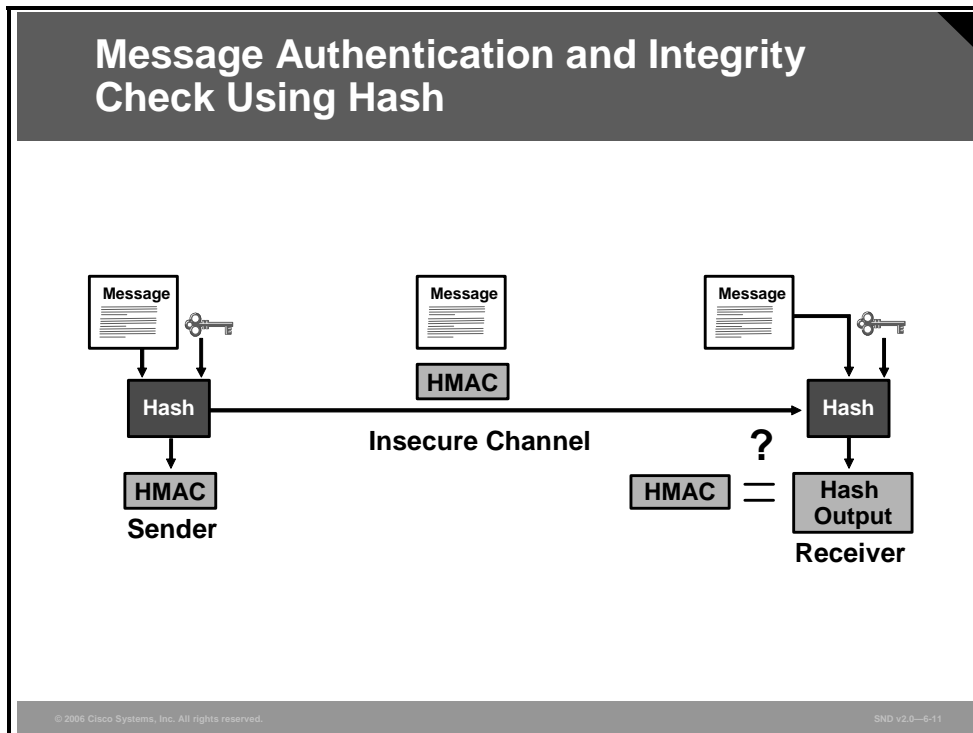 Message Authentication and Integrity
Check Using Hash
Message
Message
Message
HMAC
Hash
Hash
Insecure Channel
?
HMAC
HMAC
=
Hash
Output
Sender
Receiver
© 2006 Cisco Systems, Inc. All rights reserved.
SND v2.0—6-11